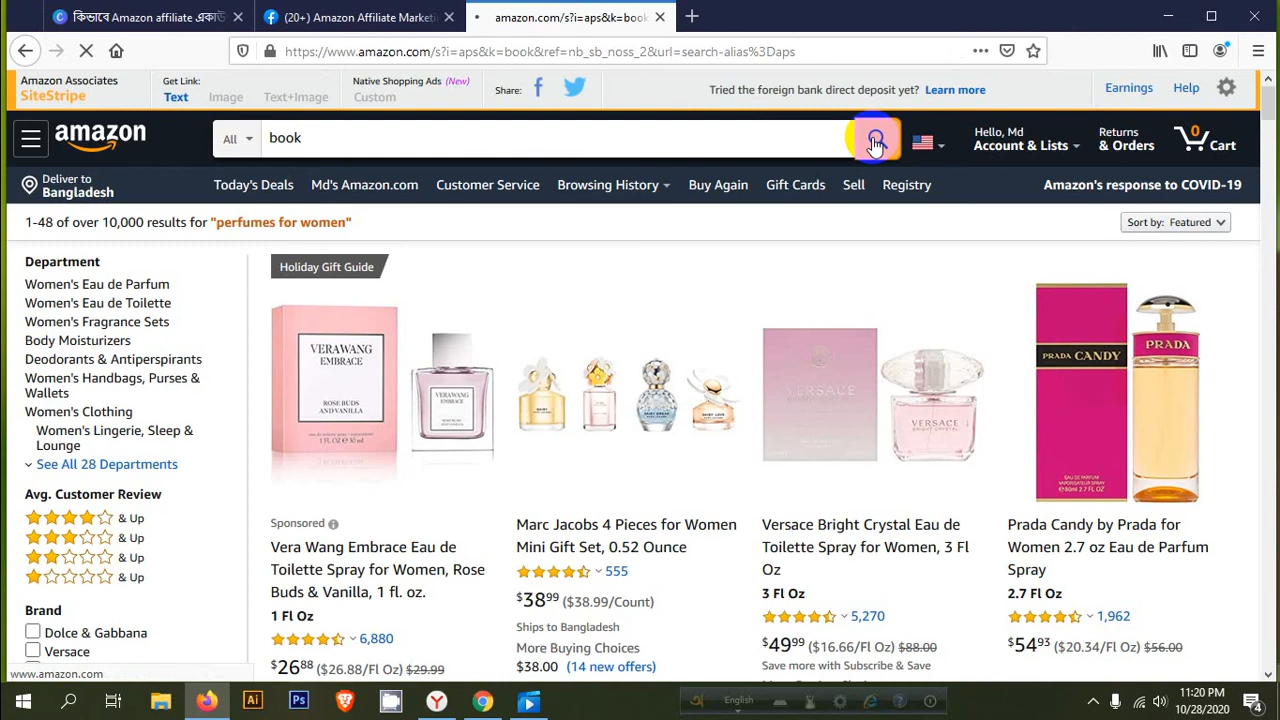 কিভাবে Amazon affiliate একাউ
(20+) Amazon Affiliate Marketi
amazon.com/s?i=aps&k=book
https://www.amazon.com/s?i=aps&k=book&ref=nb_sb_noss_2&url=search-alias%3Daps
Amazon Associates
SiteStripe
Get Link:
Text
Image
Text+Image
Native Shopping Ads (New)
Custom
Share:
Tried the foreign bank direct deposit yet? Learn more
Earnings
Help
amazon
All
book
Hello, Md
Account & Lists
Returns
& Orders
0
Cart
Deliver to
Bangladesh
Today's Deals
Md's Amazon.com
Customer Service
Browsing History
Buy Again
Gift Cards
Sell
Registry
Amazon's response to COVID-19
1-48 of over 10,000 results for "perfumes for women"
Sort by: Featured
Department
Women's Eau de Parfum
Women's Eau de Toilette
Women's Fragrance Sets
Body Moisturizers
Deodorants & Antiperspirants
Women's Handbags, Purses &
Wallets
Women's Clothing
Women's Lingerie, Sleep &
Lounge
See All 28 Departments
Avg. Customer Review
& Up
& Up
& Up
& Up
Brand
Dolce & Gabbana
Versace
www.amazon.com
Holiday Gift Guide
VERAWANG
EMBRACE
ROSE BUDS
AND VANILLA
VERAWANG
EMBRACE
Sponsored
Vera Wang Embrace Eau de
Toilette Spray for Women, Rose
Buds & Vanilla, 1 fl. oz.
1 Fl Oz
6,880
$26.88 ($26.88/Fl Oz) $29.99
Marc Jacobs 4 Pieces for Women
Mini Gift Set, 0.52 Ounce
555
$38.99 ($38.99/Count)
Ships to Bangladesh
More Buying Choices
$38.00 (14 new offers)
VERSACE
Versace Bright Crystal Eau de
Toilette Spray for Women, 3 Fl
Oz
3 Fl Oz
5,270
$49.99 ($16.66/Fl Oz) $88.00
Save more with Subscribe & Save
PRADA CANDY
PRADA
Prada Candy by Prada for
Women 2.7 oz Eau de Parfum
Spray
2.7 Fl Oz
1,962
$54.93 ($20.34/Fl Oz) $56.00
Ai
Ps
English
11:20 PM
10/28/2020
4